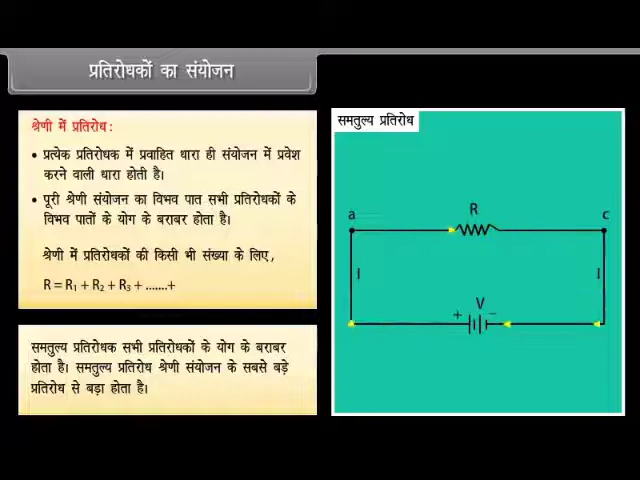 प्रतिरोधकों का संयोजन
श्रेणी में प्रतिरोध:
• प्रत्येक प्रतिरोधक में प्रवाहित धारा ही संयोजन में प्रवेश
करने वाली धारा होती है।
• पूरी श्रेणी संयोजन का विभव पात सभी प्रतिरोधकों के
विभव पातों के योग के बराबर होता है।
श्रेणी में प्रतिरोधकों की किसी भी संख्या के लिए,
R = R₁ + R₂ + R₃ + .......+
समतुल्य प्रतिरोधक सभी प्रतिरोधकों के योग के बराबर
होता है। समतुल्य प्रतिरोध श्रेणी संयोजन के सबसे बड़े
प्रतिरोध से बड़ा होता है।
समतुल्य प्रतिरोध
R
a
c
I
I
V
+
−